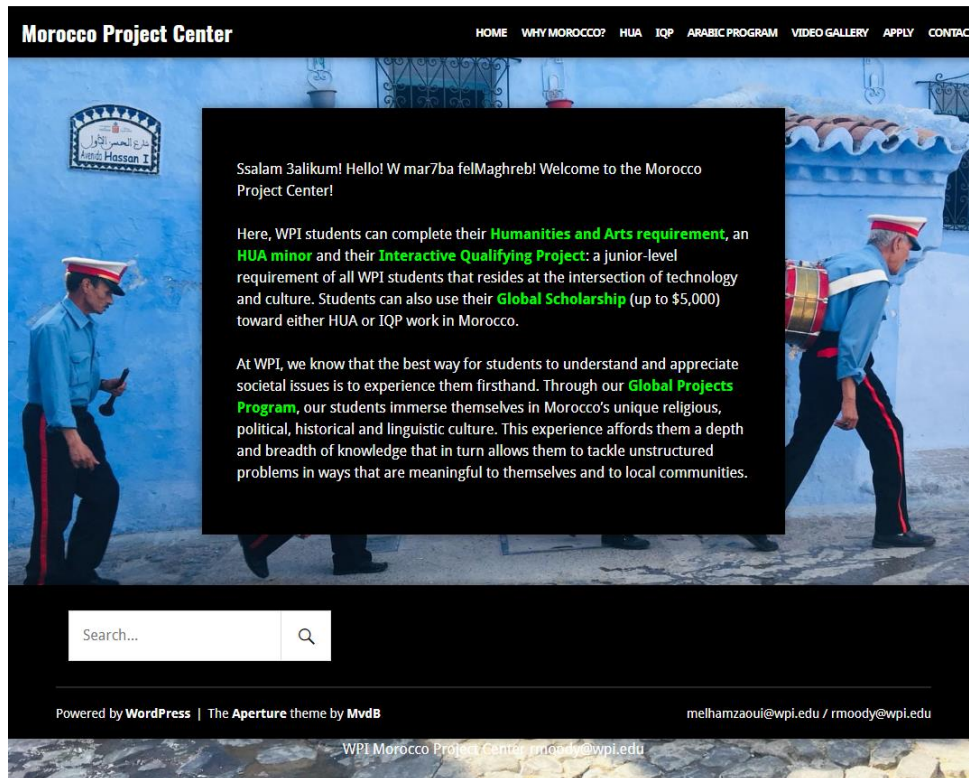 Morocco Project Center
HOME WHY MOROCCO? HUA IQP ARABIC PROGRAM VIDEO GALLERY APPLY CONTAC
شارع الحسن الأول
Avenida Hassan I
Ssalam 3alikum! Hello! W mar7ba felMaghreb! Welcome to the Morocco
Project Center!
Here, WPI students can complete their Humanities and Arts requirement, an
HUA minor and their Interactive Qualifying Project: a junior-level
requirement of all WPI students that resides at the intersection of technology
and culture. Students can also use their Global Scholarship (up to $5,000)
toward either HUA or IQP work in Morocco.
At WPI, we know that the best way for students to understand and appreciate
societal issues is to experience them firsthand. Through our Global Projects
Program, our students immerse themselves in Morocco’s unique religious,
political, historical and linguistic culture. This experience affords them a depth
and breadth of knowledge that in turn allows them to tackle unstructured
problems in ways that are meaningful to themselves and to local communities.
Search...
Powered by WordPress | The Aperture theme by MvdB
melhamzaoui@wpi.edu / rmoody@wpi.edu
WPI Morocco Project Center rmoody@wpi.edu